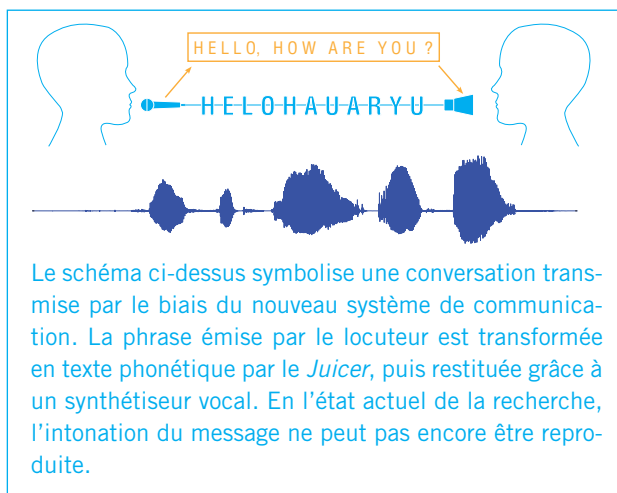 HELLO, HOW ARE YOU ?
HELOHAUARYU
Le schéma ci-dessus symbolise une conversation trans-
mise par le biais du nouveau système de communica-
tion. La phrase émise par le locuteur est transformée
en texte phonétique par le Juicer, puis restituée grâce à
un synthétiseur vocal. En l’état actuel de la recherche,
l’intonation du message ne peut pas encore être repro-
duite.